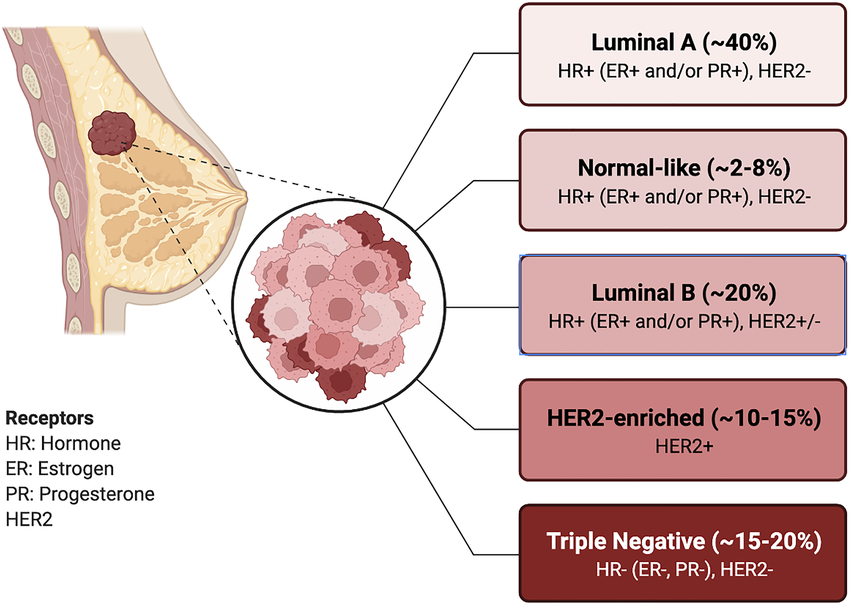 Luminal A (~40%)
HR+ (ER+ and/or PR+), HER2-
Normal-like (~2-8%)
HR+ (ER+ and/or PR+), HER2-
Luminal B (~20%)
HR+ (ER+ and/or PR+), HER2+/-
HER2-enriched (~10-15%)
HER2+
Triple Negative (~15-20%)
HR- (ER-, PR-), HER2-
Receptors
HR: Hormone
ER: Estrogen
PR: Progesterone
HER2